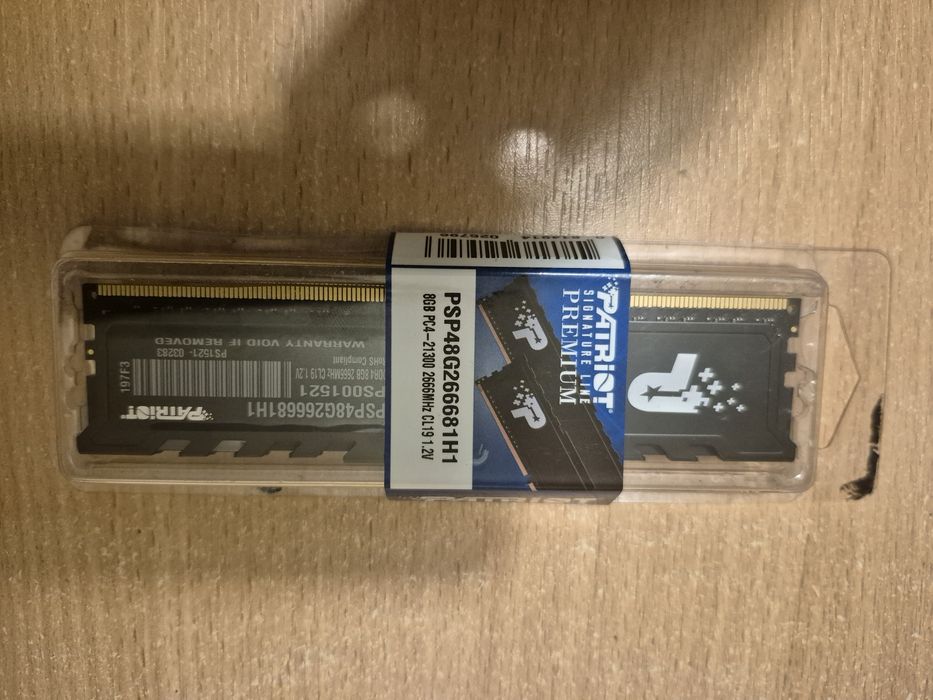 PATRIOT
SIGNATURE LINE
PREMIUM
PSP48G266681H1
8GB PC4-21300 2666MHz CL19 1.2V
PATRIOT
PSP48G266681H1
PS001521
DDR4 8GB 2666MHz CL19 1.2V
RoHS Compliant
PS1521-
WARRANTY VOID IF REMOVED
197F3